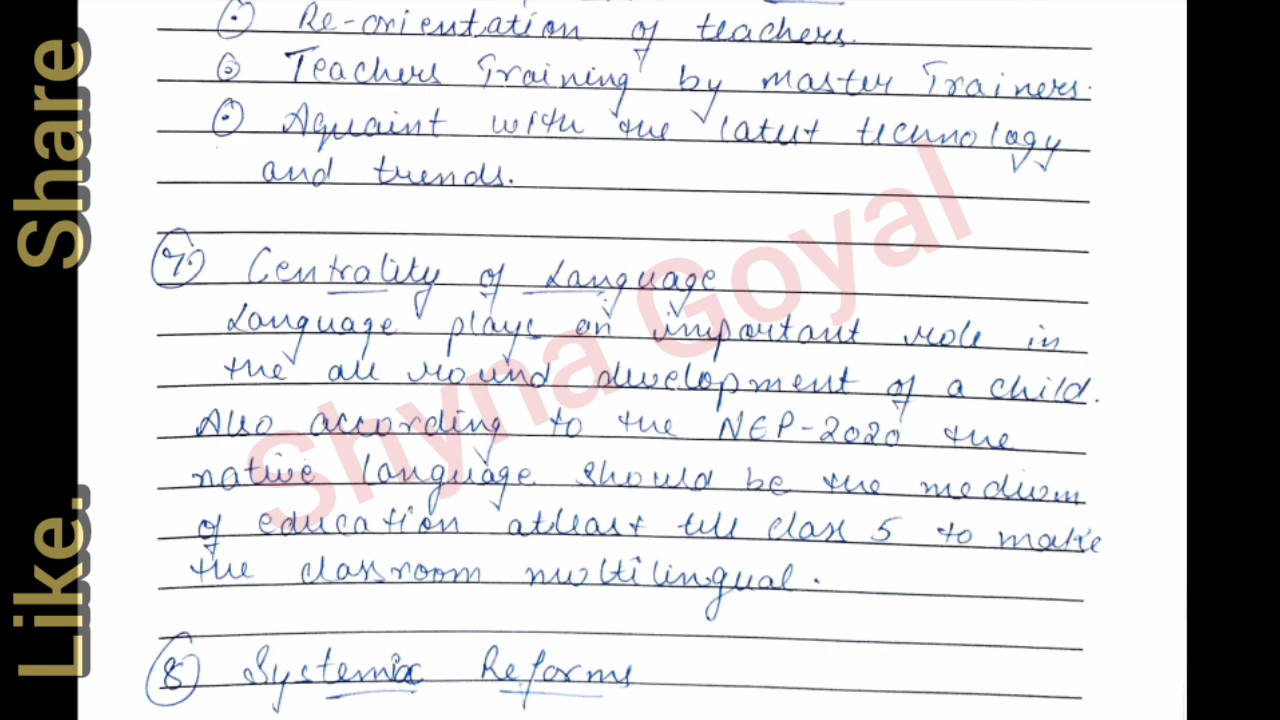 Re-orientation of teachers.
Teachers Training by master Trainers.
Aquaint with the latest technology
and trends.
7. Centrality of Language
Language plays an important role in
the all round development of a child.
Also according to the NEP-2020 the
native language should be the medium
of education atleast till class 5 to make
the classroom multilingual.
8 Systemic Reforms
Shyna Goyal
Like. Share